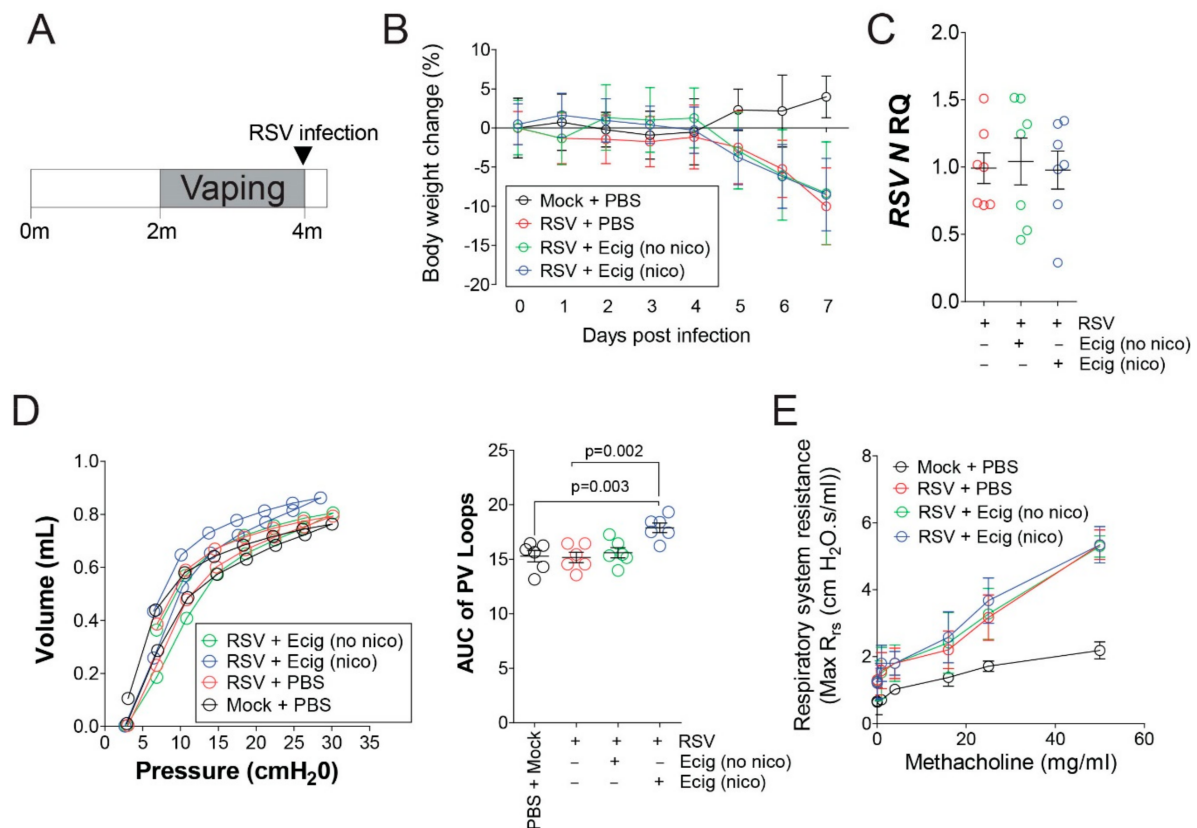 A
RSV infection
Vaping
0m 2m 4m
B
Body weight change (%)
10
5
0
-5
-10
-15
-20
Mock + PBS
RSV + PBS
RSV + Ecig (no nico)
RSV + Ecig (nico)
0 1 2 3 4 5 6 7
Days post infection
C
RSV N RQ
2.0
1.5
1.0
0.5
0.0
+ + + RSV
– + – Ecig (no nico)
– – + Ecig (nico)
D
Volume (mL)
1.0
0.8
0.6
0.4
0.2
0.0
RSV + Ecig (no nico)
RSV + Ecig (nico)
RSV + PBS
Mock + PBS
0 5 10 15 20 25 30 35
Pressure (cmH20)
AUC of PV Loops
25
20
15
10
5
0
p=0.002
p=0.003
PBS + Mock
+ + + RSV
– + – Ecig (no nico)
– – + Ecig (nico)
E
Respiratory system resistance
(Max Rrs (cm H2O.s/ml))
8
6
4
2
0
Mock + PBS
RSV + PBS
RSV + Ecig (no nico)
RSV + Ecig (nico)
0 20 40 60
Methacholine (mg/ml)